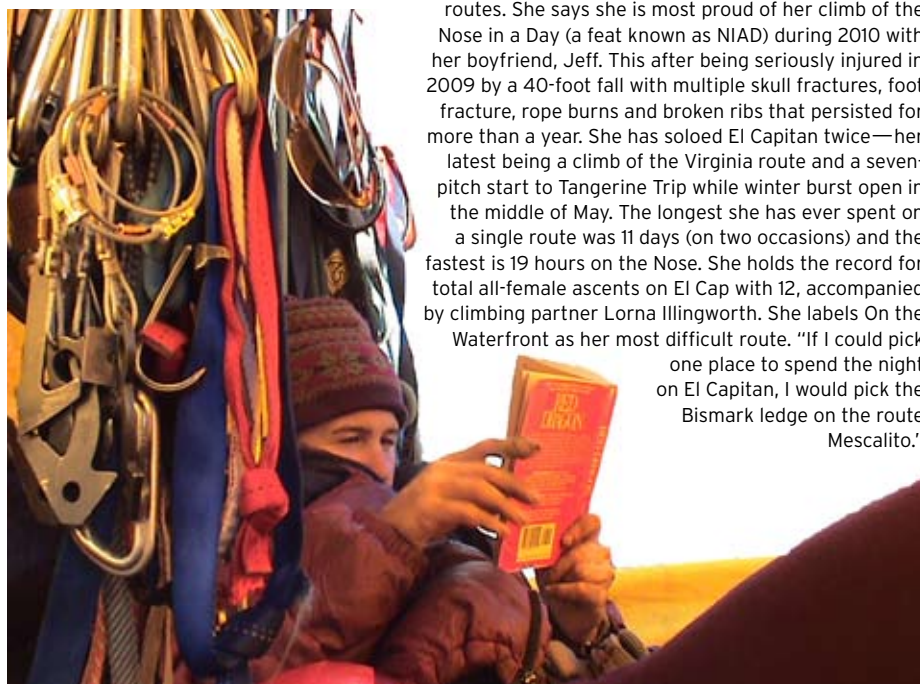 routes. She says she is most proud of her climb of the
Nose in a Day (a feat known as NIAD) during 2010 with
her boyfriend, Jeff. This after being seriously injured in
2009 by a 40-foot fall with multiple skull fractures, foot
fracture, rope burns and broken ribs that persisted for
more than a year. She has soloed El Capitan twice—her
latest being a climb of the Virginia route and a seven-
pitch start to Tangerine Trip while winter burst open in
the middle of May. The longest she has ever spent on
a single route was 11 days (on two occasions) and the
fastest is 19 hours on the Nose. She holds the record for
total all-female ascents on El Cap with 12, accompanied
by climbing partner Lorna Illingworth. She labels On the
Waterfront as her most difficult route. “If I could pick
one place to spend the night
on El Capitan, I would pick the
Bismark ledge on the route
Mescalito.”
RED
DRAGON